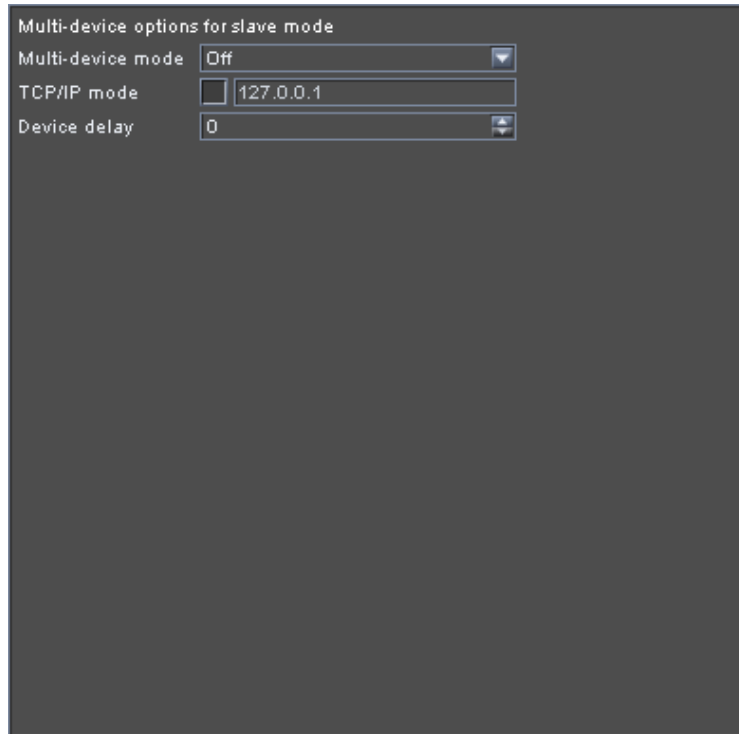 Multi-device options for slave mode
Multi-device mode Off
TCP/IP mode 127.0.0.1
Device delay 0